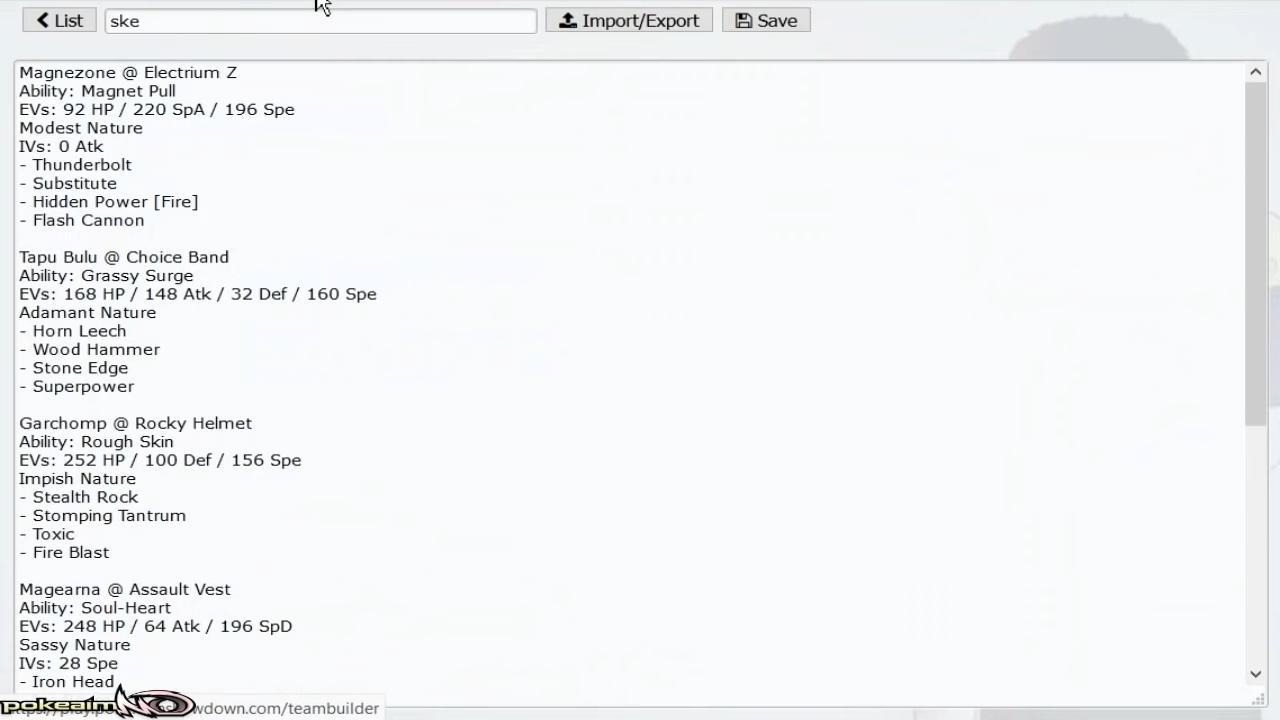 List
ske
Import/Export
Save
Magnezone @ Electrium Z
Ability: Magnet Pull
EVs: 92 HP / 220 SpA / 196 Spe
Modest Nature
IVs: 0 Atk
- Thunderbolt
- Substitute
- Hidden Power [Fire]
- Flash Cannon
Tapu Bulu @ Choice Band
Ability: Grassy Surge
EVs: 168 HP / 148 Atk / 32 Def / 160 Spe
Adamant Nature
- Horn Leech
- Wood Hammer
- Stone Edge
- Superpower
Garchomp @ Rocky Helmet
Ability: Rough Skin
EVs: 252 HP / 100 Def / 156 Spe
Impish Nature
- Stealth Rock
- Stomping Tantrum
- Toxic
- Fire Blast
Magearna @ Assault Vest
Ability: Soul-Heart
EVs: 248 HP / 64 Atk / 196 SpD
Sassy Nature
IVs: 28 Spe
- Iron Head
pokeaim
wdown.com/teambuilder